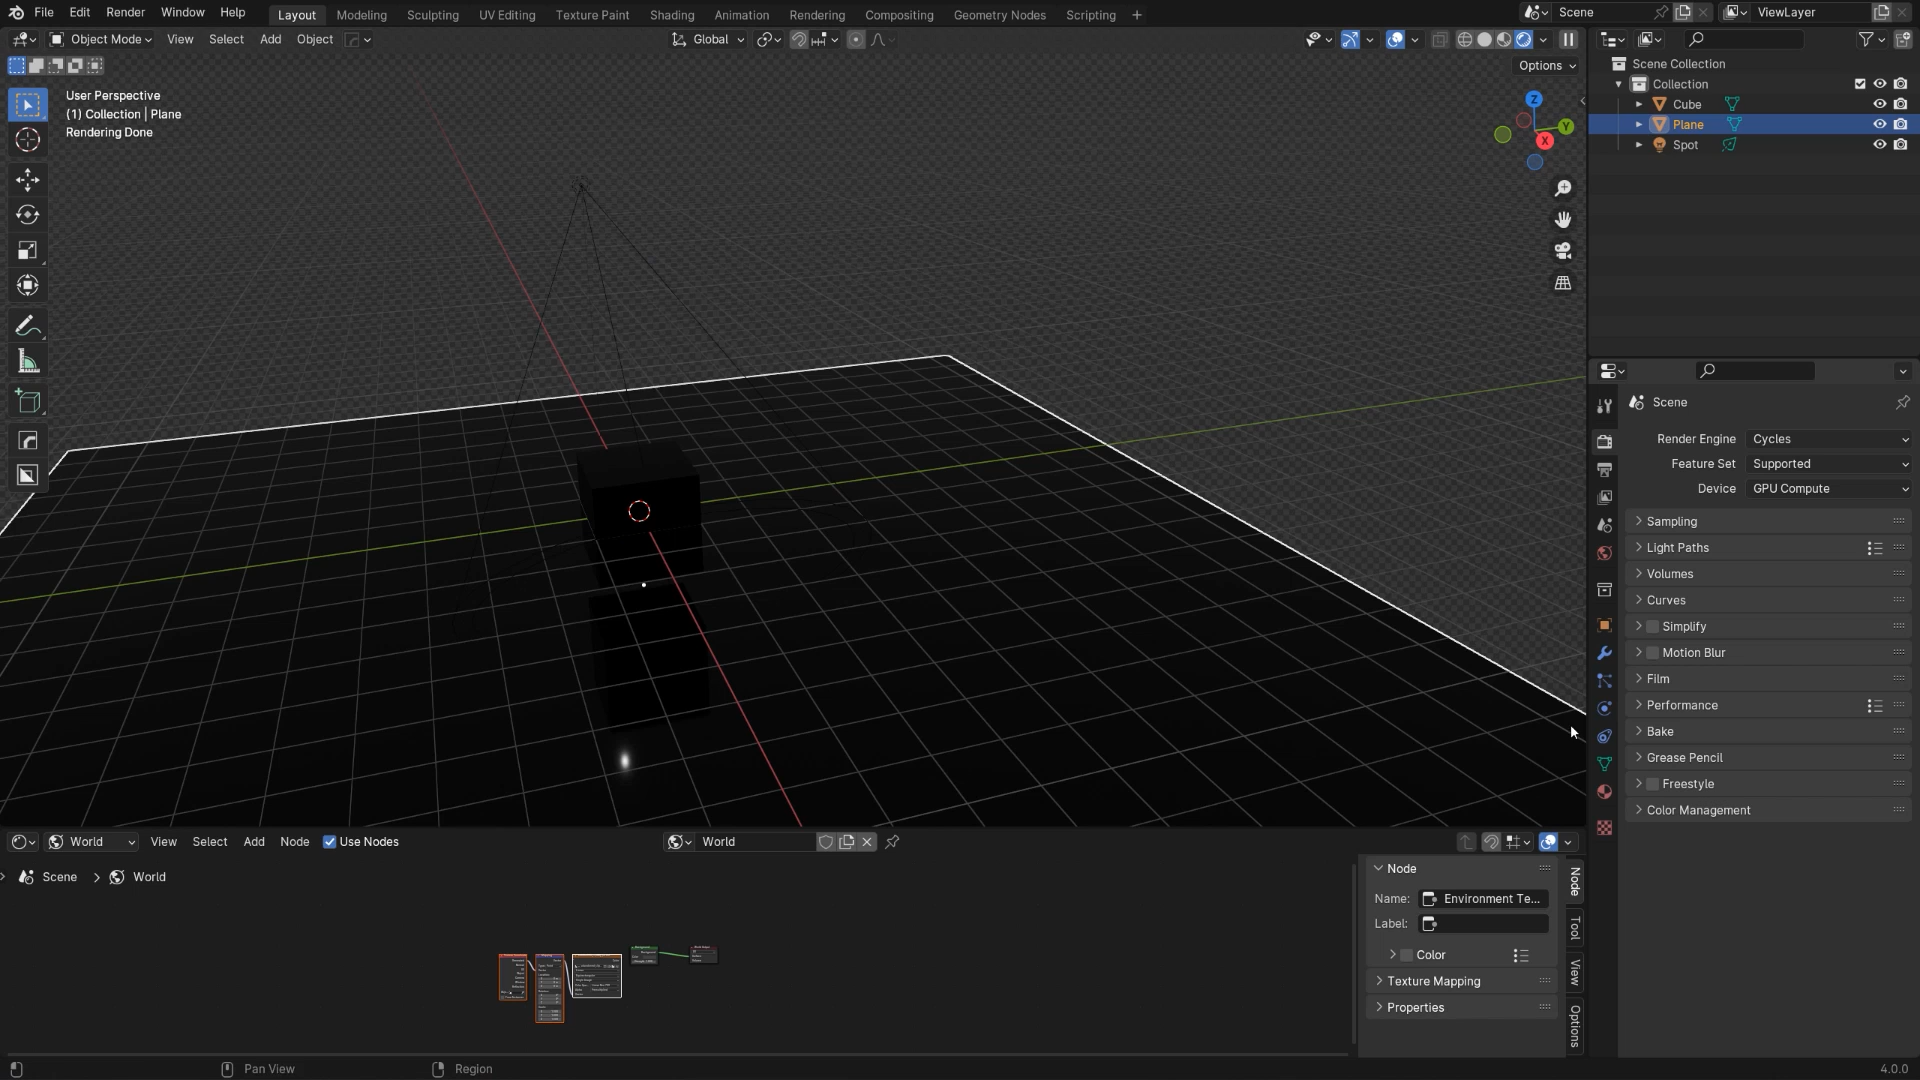 File Edit Render Window Help Layout Modeling Sculpting UV Editing Texture Paint Shading Animation Rendering Compositing Geometry Nodes Scripting Scene ViewLayer
Object Mode View Select Add Object Global
Options
User Perspective
(1) Collection | Plane
Rendering Done
Z
Y
X
Scene Collection
Collection
Cube
Plane
Spot
Scene
Render Engine Cycles
Feature Set Supported
Device GPU Compute
Sampling
Light Paths
Volumes
Curves
Simplify
Motion Blur
Film
Performance
Bake
Grease Pencil
Freestyle
Color Management
World View Select Add Node Use Nodes World
Scene > World
Node
Name: Environment Te...
Label:
Color
Texture Mapping
Properties
Node
Tool
View
Options
Pan View Region 4.0.0